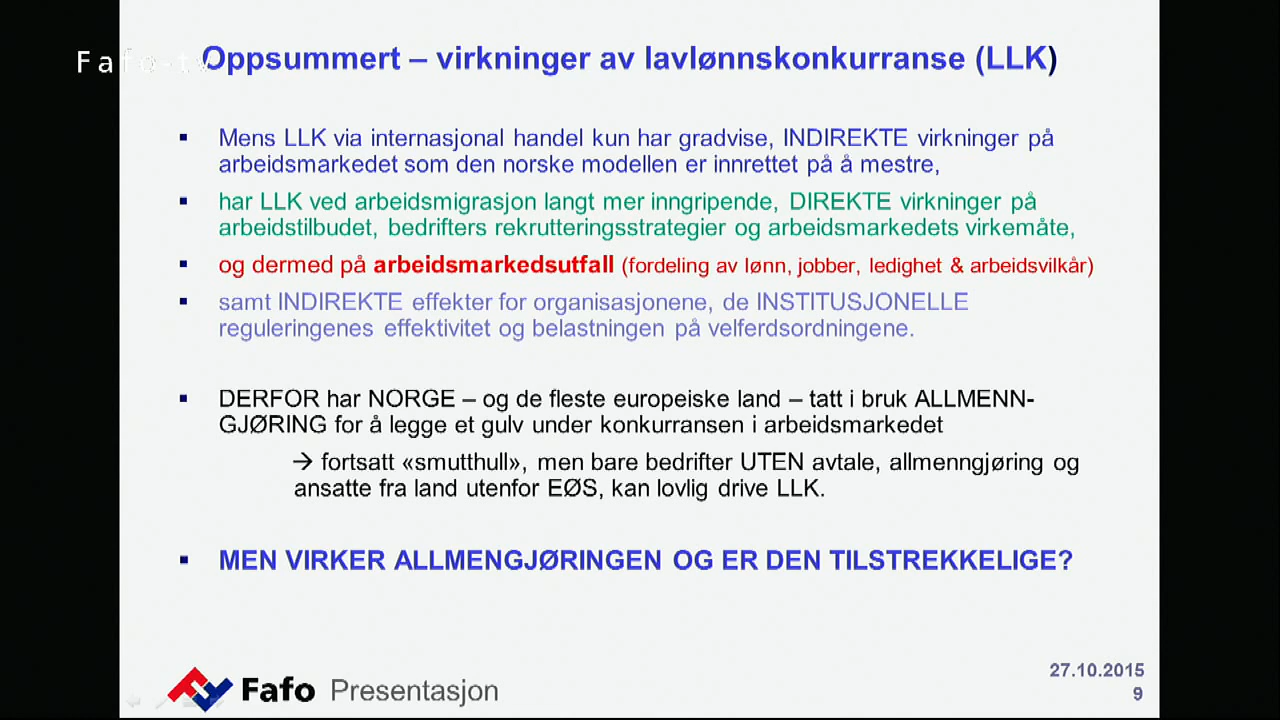 Fafo-tv
Oppsummert – virkninger av lavlønnskonkurranse (LLK)
▪ Mens LLK via internasjonal handel kun har gradvise, INDIREKTE virkninger på
arbeidsmarkedet som den norske modellen er innrettet på å mestre,
▪ har LLK ved arbeidsmigrasjon langt mer inngripende, DIREKTE virkninger på
arbeidstilbudet, bedrifters rekrutteringsstrategier og arbeidsmarkedets virkemåte,
▪ og dermed på arbeidsmarkedsutfall (fordeling av lønn, jobber, ledighet & arbeidsvilkår)
▪ samt INDIREKTE effekter for organisasjonene, de INSTITUSJONELLE
reguleringenes effektivitet og belastningen på velferdsordningene.
▪ DERFOR har NORGE – og de fleste europeiske land – tatt i bruk ALLMENN-
GJØRING for å legge et gulv under konkurransen i arbeidsmarkedet
→ fortsatt «smutthull», men bare bedrifter UTEN avtale, allmenngjøring og
ansatte fra land utenfor EØS, kan lovlig drive LLK.
▪ MEN VIRKER ALLMENGJØRINGEN OG ER DEN TILSTREKKELIGE?
Fafo Presentasjon
27.10.2015
9